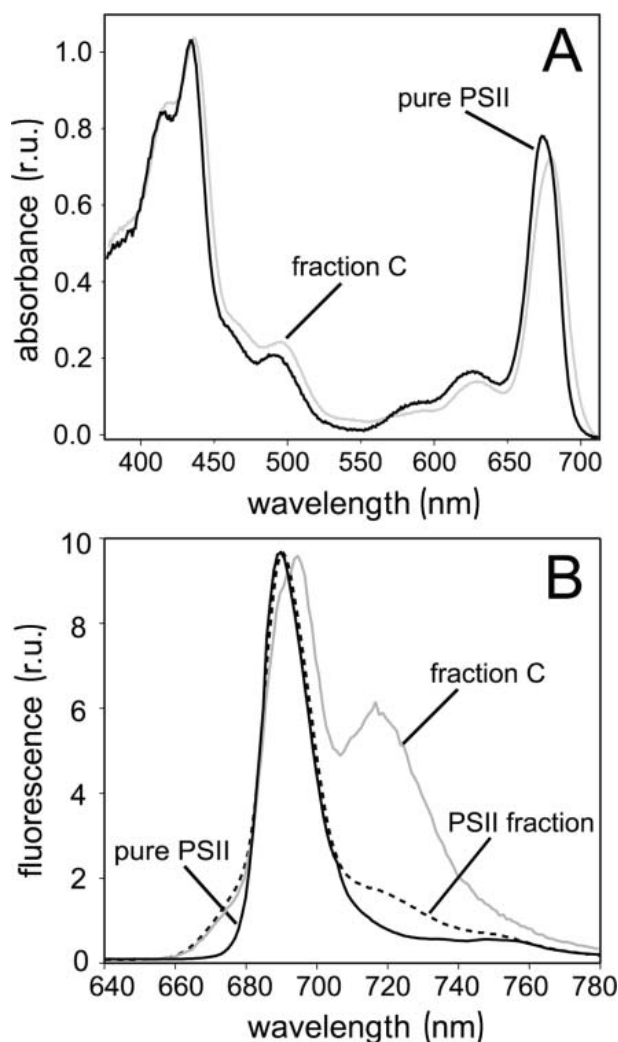 A
absorbance (r.u.)
1.0
0.8
0.6
0.4
0.2
0.0
pure PSII
fraction C
400 450 500 550 600 650 700
wavelength (nm)
B
fluorescence (r.u.)
10
8
6
4
2
0
fraction C
PSII fraction
pure PSII
640 660 680 700 720 740 760 780
wavelength (nm)